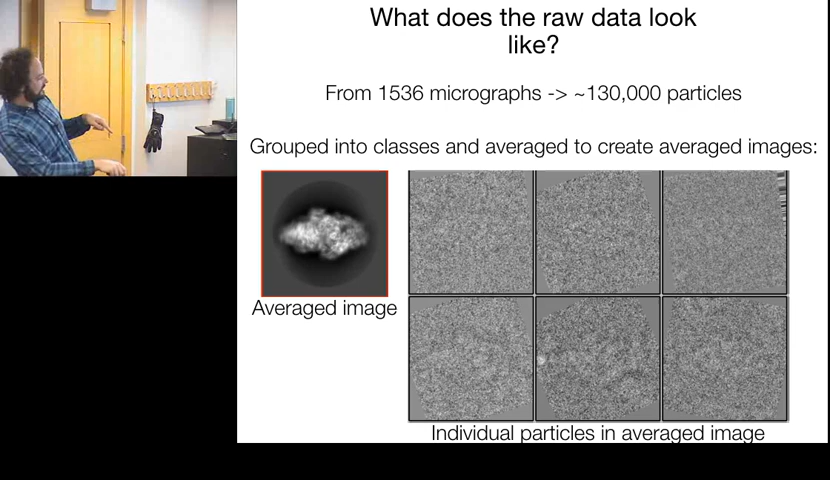 What does the raw data look
like?
From 1536 micrographs -> ~130,000 particles
Grouped into classes and averaged to create averaged images:
Averaged image
Individual particles in averaged image